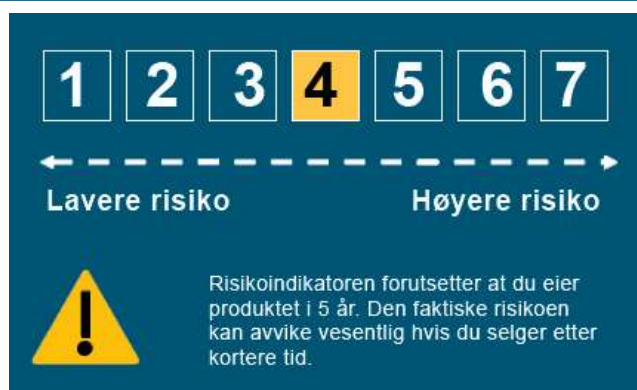 1 2 3 4 5 6 7
Lavere risiko Høyere risiko
Risikoindikatoren forutsetter at du eier
produktet i 5 år. Den faktiske risikoen
kan avvike vesentlig hvis du selger etter
kortere tid.